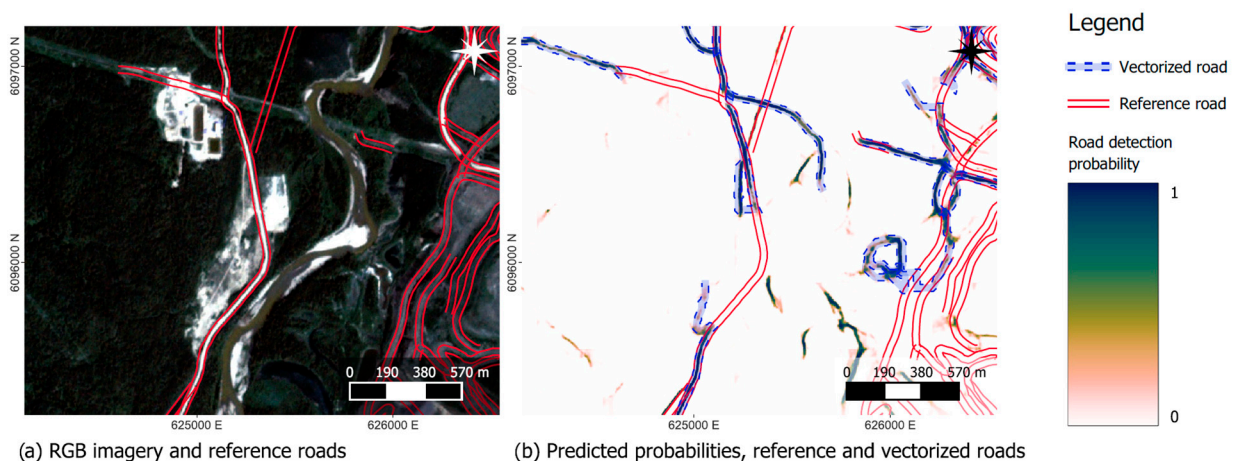 Legend
Vectorized road
Reference road
Road detection
probability
1
0
6097000 N
6096000 N
0 190 380 570 m
625000 E
626000 E
(a) RGB imagery and reference roads
6097000 N
6096000 N
0 190 380 570 m
625000 E
626000 E
(b) Predicted probabilities, reference and vectorized roads